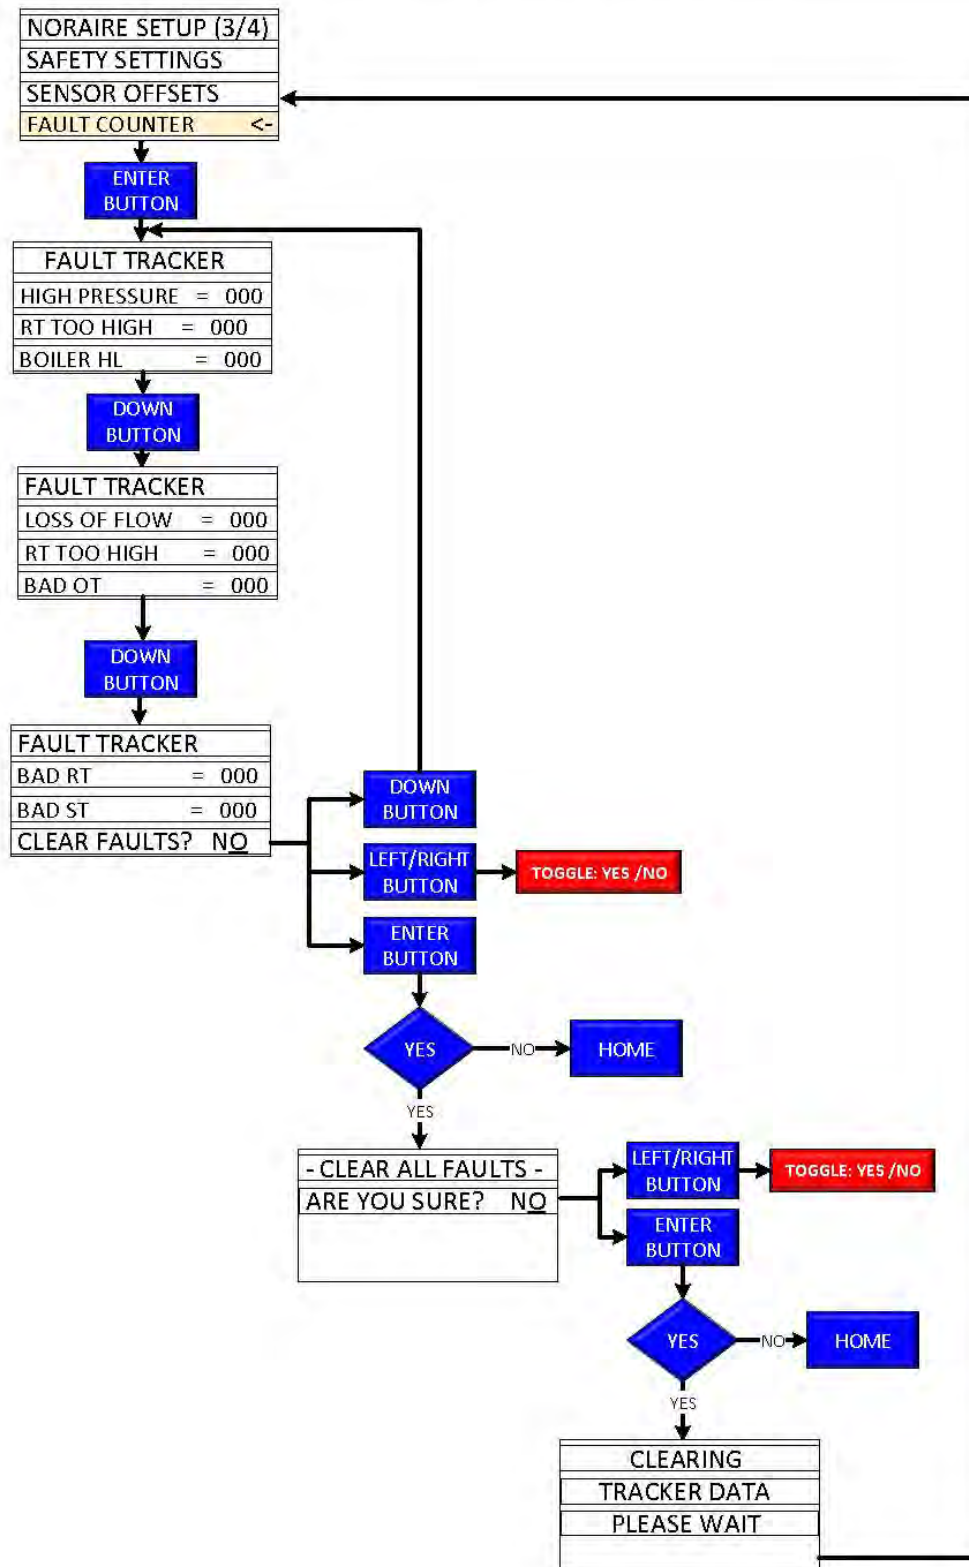 NORAIRE SETUP (3/4)
SAFETY SETTINGS
SENSOR OFFSETS
FAULT COUNTER <-
ENTER
BUTTON
FAULT TRACKER
HIGH PRESSURE = 000
RT TOO HIGH = 000
BOILER HL = 000
DOWN
BUTTON
FAULT TRACKER
LOSS OF FLOW = 000
RT TOO HIGH = 000
BAD OT = 000
DOWN
BUTTON
FAULT TRACKER
BAD RT = 000
BAD ST = 000
CLEAR FAULTS? NO
DOWN
BUTTON
LEFT/RIGHT
BUTTON
TOGGLE: YES /NO
ENTER
BUTTON
YES
NO
HOME
YES
- CLEAR ALL FAULTS -
ARE YOU SURE? NO
LEFT/RIGHT
BUTTON
TOGGLE: YES /NO
ENTER
BUTTON
YES
NO
HOME
YES
CLEARING
TRACKER DATA
PLEASE WAIT